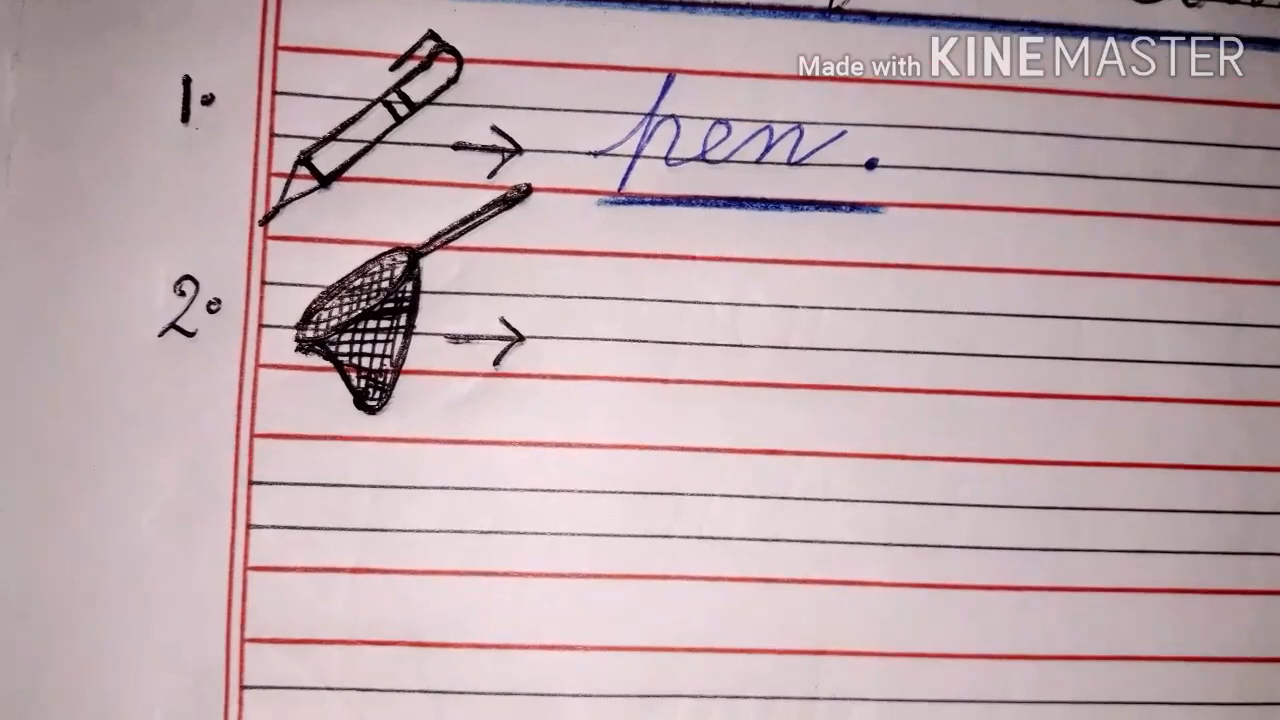 Made with KINEMASTER
1. → pen.
2. →